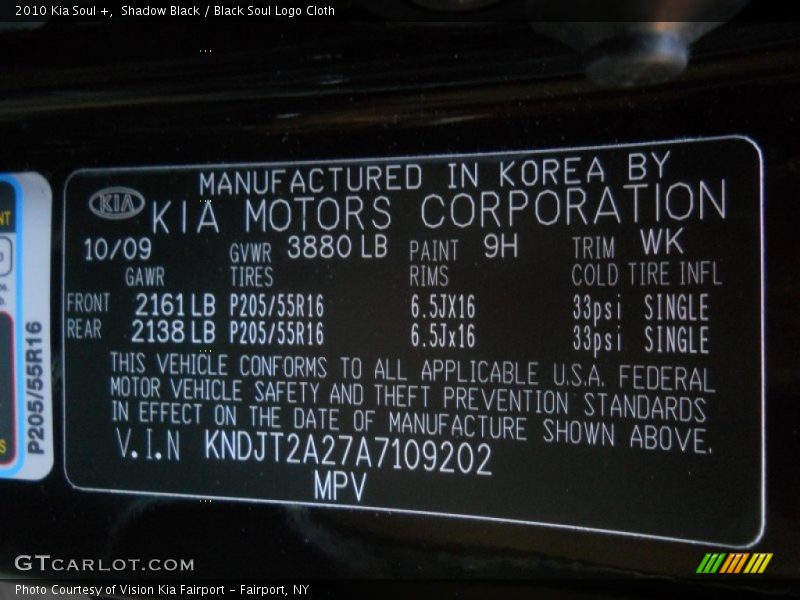 2010 Kia Soul +, Shadow Black / Black Soul Logo Cloth
MANUFACTURED IN KOREA BY
KIA KIA MOTORS CORPORATION
10/09 GVWR 3880 LB PAINT 9H TRIM WK
GAWR TIRES RIMS COLD TIRE INFL
FRONT 2161 LB P205/55R16 6.5JX16 33psi SINGLE
REAR 2138 LB P205/55R16 6.5Jx16 33psi SINGLE
THIS VEHICLE CONFORMS TO ALL APPLICABLE U.S.A. FEDERAL
MOTOR VEHICLE SAFETY AND THEFT PREVENTION STANDARDS
IN EFFECT ON THE DATE OF MANUFACTURE SHOWN ABOVE.
V.I.N KNDJT2A27A7109202
MPV
P205/55R16
GTCARLOT.COM
Photo Courtesy of Vision Kia Fairport - Fairport, NY